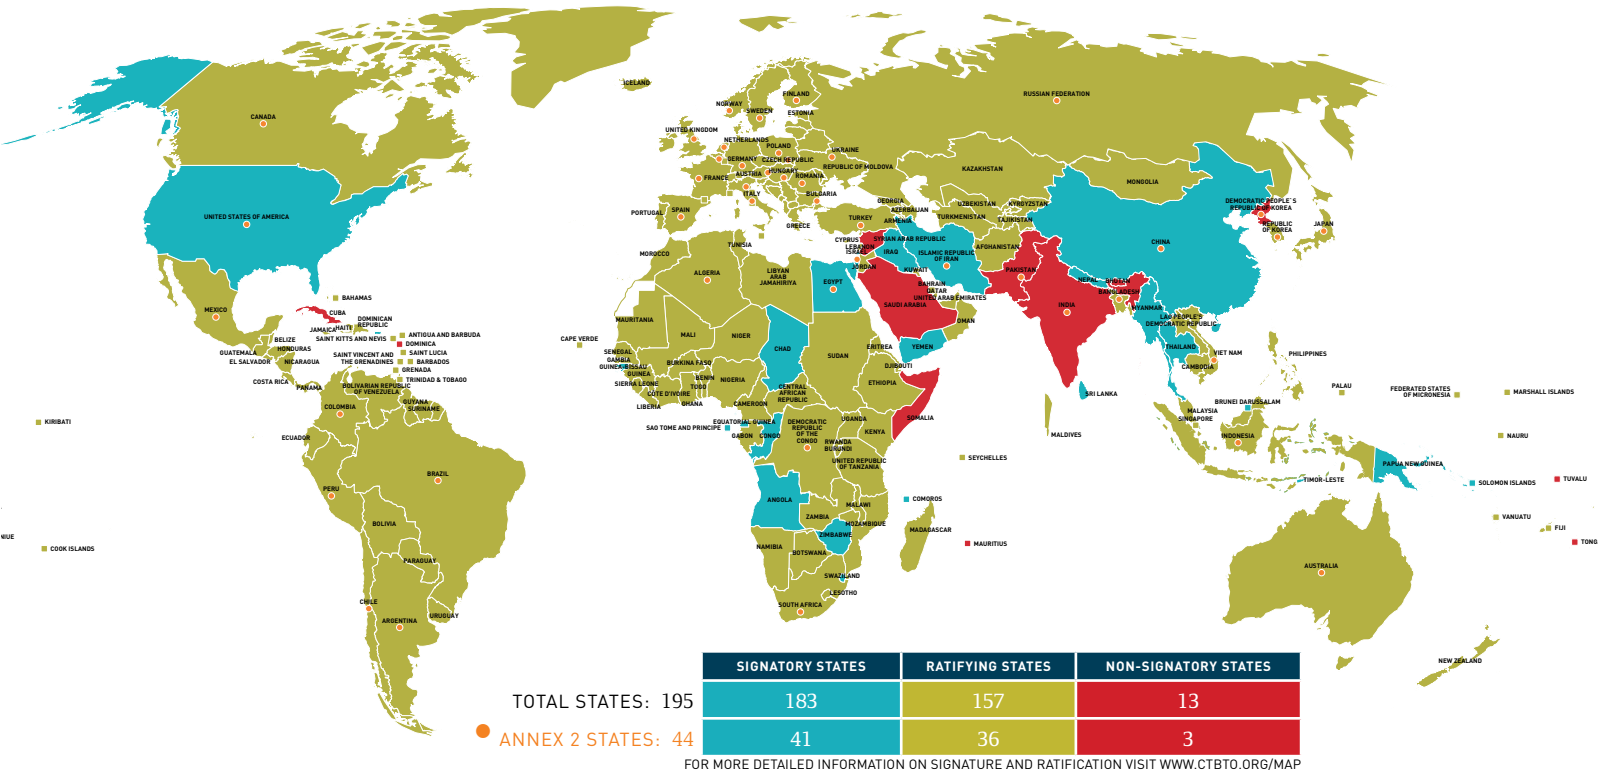 ICELAND
NORWAY
FINLAND
SWEDEN
ESTONIA
RUSSIAN FEDERATION
CANADA
UNITED KINGDOM
NETHERLANDS
POLAND
UKRAINE
GERMANY
CZECH REPUBLIC
REPUBLIC OF MOLDOVA
FRANCE
AUSTRIA
HUNGARY
ROMANIA
ITALY
BULGARIA
KAZAKHSTAN
MONGOLIA
PORTUGAL
SPAIN
GREECE
TURKEY
GEORGIA
AZERBAIJAN
ARMENIA
UZBEKISTAN
KYRGYZSTAN
TURKMENISTAN
TAJIKISTAN
DEMOCRATIC PEOPLE'S
REPUBLIC OF KOREA
REPUBLIC
OF KOREA
JAPAN
UNITED STATES OF AMERICA
CHINA
CYPRUS
LEBANON
ISRAEL
SYRIAN ARAB REPUBLIC
IRAQ
JORDAN
KUWAIT
ISLAMIC REPUBLIC
OF IRAN
AFGHANISTAN
PAKISTAN
NEPAL
BHUTAN
BANGLADESH
INDIA
MYANMAR
LAO PEOPLE'S
DEMOCRATIC REPUBLIC
THAILAND
VIET NAM
CAMBODIA
PHILIPPINES
MOROCCO
TUNISIA
ALGERIA
LIBYAN
ARAB
JAMAHIRIYA
EGYPT
BAHRAIN
QATAR
UNITED ARAB EMIRATES
SAUDI ARABIA
OMAN
YEMEN
MEXICO
BAHAMAS
CUBA
JAMAICA
HAITI
DOMINICAN
REPUBLIC
SAINT KITTS AND NEVIS
ANTIGUA AND BARBUDA
DOMINICA
SAINT LUCIA
SAINT VINCENT AND
THE GRENADINES
BARBADOS
GRENADA
TRINIDAD & TOBAGO
BELIZE
HONDURAS
GUATEMALA
EL SALVADOR
NICARAGUA
COSTA RICA
PANAMA
BOLIVARIAN REPUBLIC
OF VENEZUELA
GUYANA
SURINAME
COLOMBIA
ECUADOR
PERU
BRAZIL
BOLIVIA
PARAGUAY
CHILE
ARGENTINA
URUGUAY
CAPE VERDE
MAURITANIA
MALI
NIGER
CHAD
SUDAN
ERITREA
DJIBOUTI
ETHIOPIA
SOMALIA
SENEGAL
GAMBIA
GUINEA-BISSAU
GUINEA
SIERRA LEONE
LIBERIA
COTE D'IVOIRE
BURKINA FASO
GHANA
TOGO
BENIN
NIGERIA
CAMEROON
CENTRAL
AFRICAN
REPUBLIC
EQUATORIAL GUINEA
SAO TOME AND PRINCIPE
GABON
CONGO
DEMOCRATIC
REPUBLIC
OF THE
CONGO
UGANDA
KENYA
RWANDA
BURUNDI
UNITED REPUBLIC
OF TANZANIA
ANGOLA
ZAMBIA
MALAWI
MOZAMBIQUE
ZIMBABWE
NAMIBIA
BOTSWANA
SWAZILAND
LESOTHO
SOUTH AFRICA
COMOROS
MADAGASCAR
MAURITIUS
SEYCHELLES
MALDIVES
SRI LANKA
BRUNEI DARUSSALAM
MALAYSIA
SINGAPORE
INDONESIA
TIMOR-LESTE
PALAU
FEDERATED STATES
OF MICRONESIA
MARSHALL ISLANDS
NAURU
PAPUA NEW GUINEA
SOLOMON ISLANDS
TUVALU
VANUATU
FIJI
TONG
AUSTRALIA
NEW ZEALAND
KIRIBATI
NIUE
COOK ISLANDS
SIGNATORY STATES RATIFYING STATES NON-SIGNATORY STATES
TOTAL STATES: 195 183 157 13
ANNEX 2 STATES: 44 41 36 3
FOR MORE DETAILED INFORMATION ON SIGNATURE AND RATIFICATION VISIT WWW.CTBTO.ORG/MAP